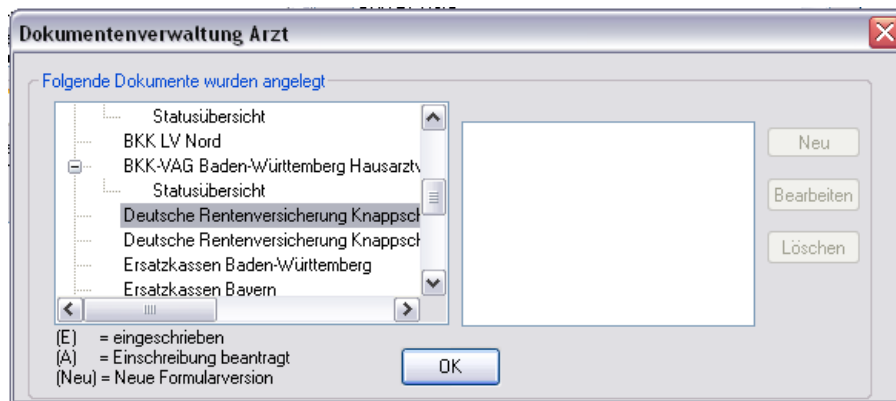 Dokumentenverwaltung Arzt
Folgende Dokumente wurden angelegt
Statusübersicht
BKK LV Nord
BKK-VAG Baden-Württemberg Hausarztv
Statusübersicht
Deutsche Rentenversicherung Knappsch
Deutsche Rentenversicherung Knappsch
Ersatzkassen Baden-Württemberg
Ersatzkassen Bayern
Neu
Bearbeiten
Löschen
(E) = eingeschrieben
(A) = Einschreibung beantragt
(Neu) = Neue Formularversion
OK